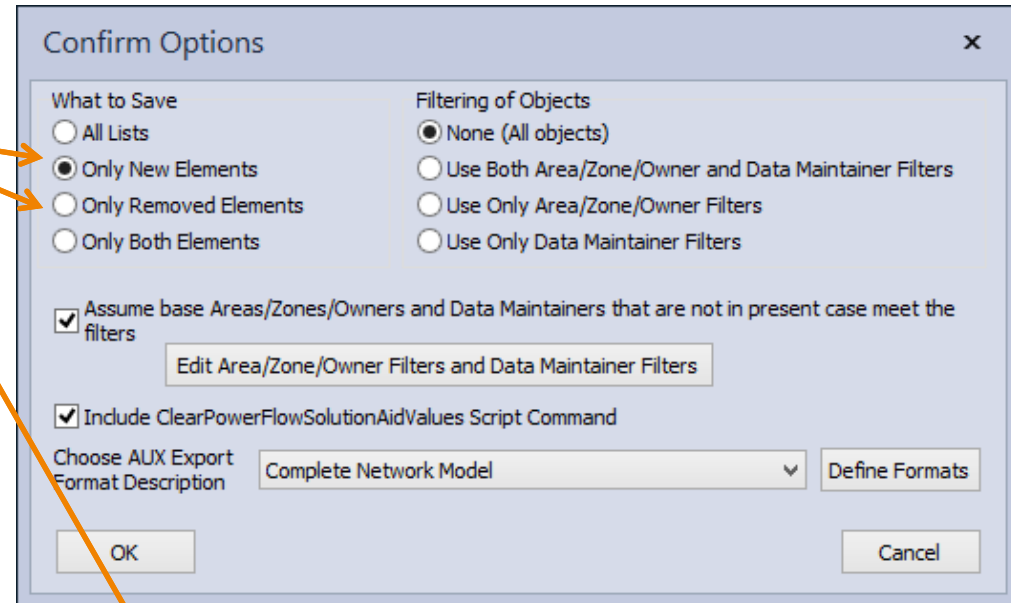 Confirm Options
What to Save
All Lists
Only New Elements
Only Removed Elements
Only Both Elements
Filtering of Objects
None (All objects)
Use Both Area/Zone/Owner and Data Maintainer Filters
Use Only Area/Zone/Owner Filters
Use Only Data Maintainer Filters
Assume base Areas/Zones/Owners and Data Maintainers that are not in present case meet the
filters
Edit Area/Zone/Owner Filters and Data Maintainer Filters
Include ClearPowerFlowSolutionAidValues Script Command
Choose AUX Export
Format Description
Complete Network Model
Define Formats
OK
Cancel